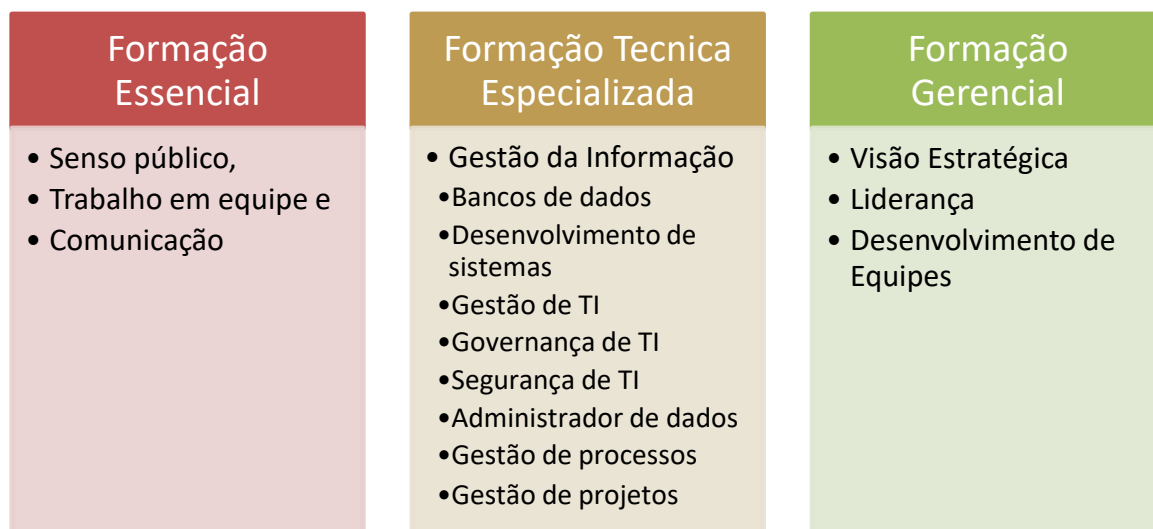 Formação
Essencial
• Senso público,
• Trabalho em equipe e
• Comunicação
Formação Tecnica
Especializada
• Gestão da Informação
•Bancos de dados
•Desenvolvimento de
sistemas
•Gestão de TI
•Governança de TI
•Segurança de TI
•Administrador de dados
•Gestão de processos
•Gestão de projetos
Formação
Gerencial
• Visão Estratégica
• Liderança
• Desenvolvimento de
Equipes